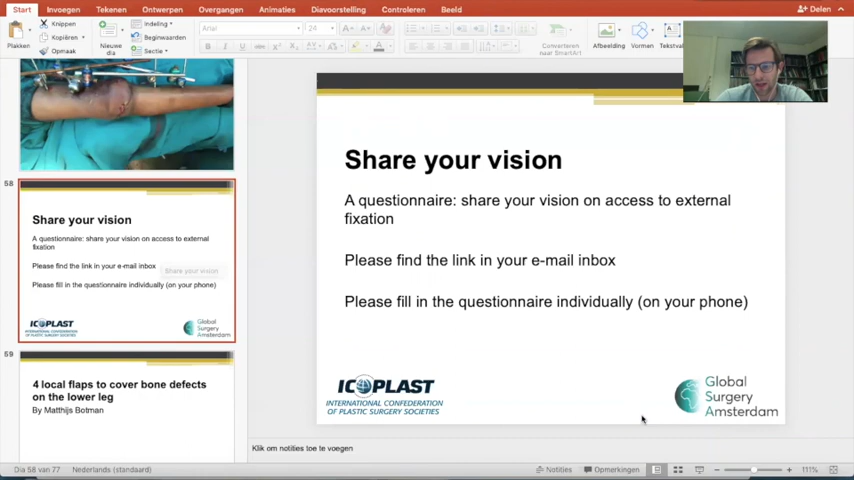 Start Invoegen Tekenen Ontwerpen Overgangen Animaties Diavoorstelling Controleren Beeld Delen
Plakken
Knippen
Kopiëren
Opmaak
Nieuwe
dia
Indeling
Beginwaarden
Sectie
Arial
24
Converteren
naar SmartArt
Afbeelding
Vormen
58
Share your vision
A questionnaire: share your vision on access to external
fixation
Please find the link in your e-mail inbox
Share your vision
Please fill in the questionnaire individually (on your phone)
ICOPLAST
INTERNATIONAL CONFEDERATION
OF PLASTIC SURGERY SOCIETIES
Global
Surgery
Amsterdam
59
4 local flaps to cover bone defects
on the lower leg
By Matthijs Botman
Share your vision
A questionnaire: share your vision on access to external
fixation
Please find the link in your e-mail inbox
Please fill in the questionnaire individually (on your phone)
ICOPLAST
INTERNATIONAL CONFEDERATION
OF PLASTIC SURGERY SOCIETIES
Global
Surgery
Amsterdam
Klik om notities toe te voegen
Dia 58 van 77 Nederlands (standaard) Notities Opmerkingen 111%